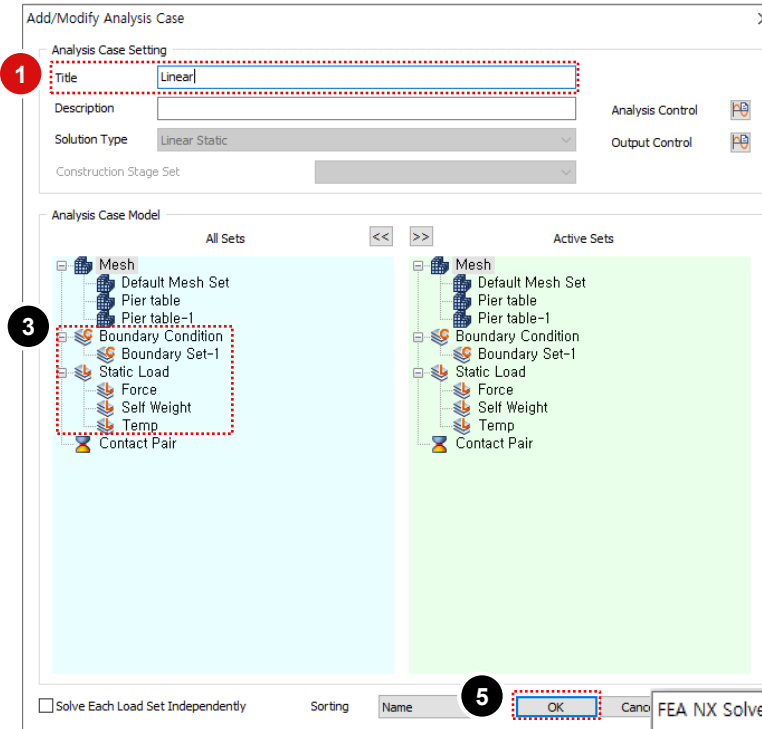 Add/Modify Analysis Case
Analysis Case Setting
1
Title
Linear
Description
Analysis Control
Solution Type
Linear Static
Output Control
Construction Stage Set
Analysis Case Model
All Sets
<<
>>
Active Sets
Mesh
Default Mesh Set
Pier table
Pier table-1
3
Boundary Condition
Boundary Set-1
Static Load
Force
Self Weight
Temp
Contact Pair
Mesh
Default Mesh Set
Pier table
Pier table-1
Boundary Condition
Boundary Set-1
Static Load
Force
Self Weight
Temp
Contact Pair
Solve Each Load Set Independently
Sorting
Name
5
OK
Canc
FEA NX Solve